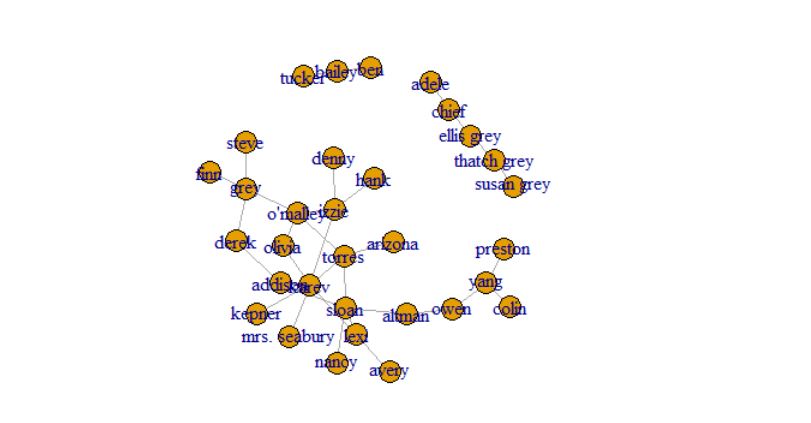 tucker
bailey
ben
adele
chief
ellis grey
thatch grey
susan grey
steve
finn
grey
denny
hank
o'malley
izzie
derek
olivia
torres
arizona
preston
addison
karev
yang
kepner
sloan
altman
owen
colin
mrs. seabury
lexi
nancy
avery